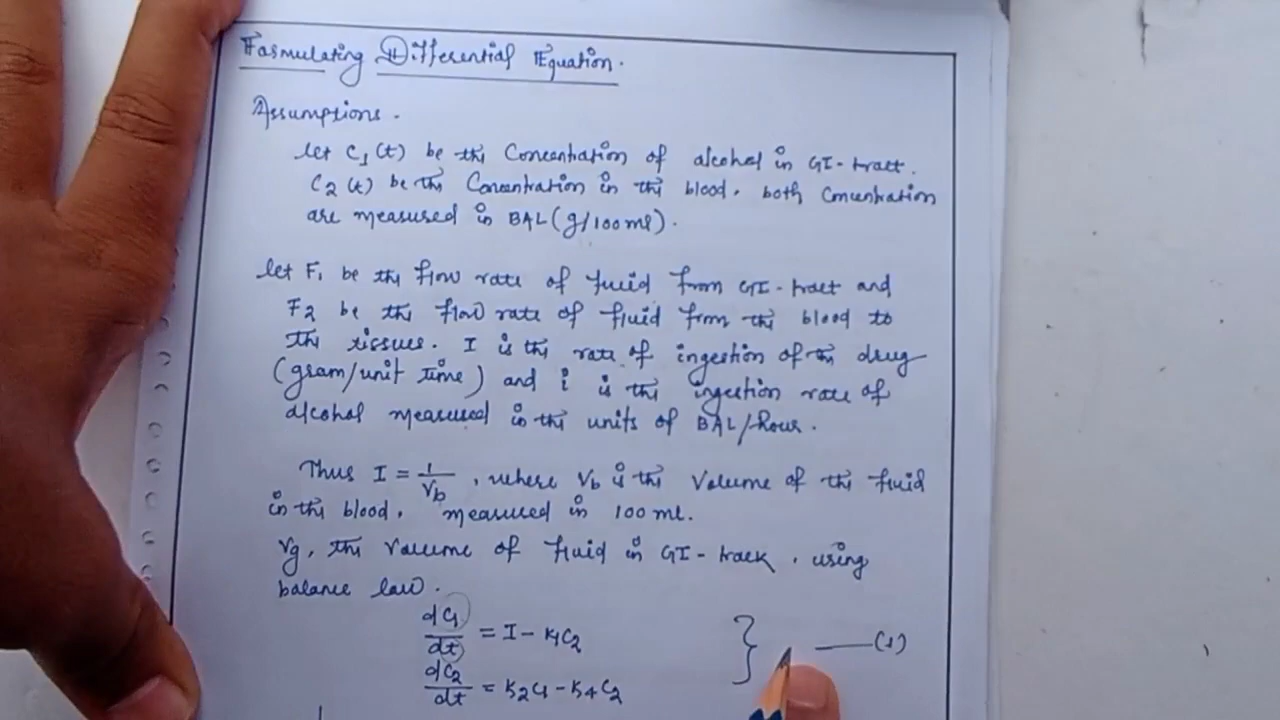 Formulating Differential Equation.
Assumptions.
Let C₁(t) be the Concentration of alcohol in GI-tract.
C₂(t) be the Concentration in the blood. both Concentration
are measured in BAL (g/100ml).
Let F₁ be the flow rate of fluid from GI-tract and
F₂ be the flow rate of fluid from the blood to
the tissues. I is the rate of ingestion of the drug
(gram/unit time) and i is the ingestion rate of
alcohol measured in the units of BAL/hour.
Thus I = 1/Vb, where Vb is the Volume of the fluid
in the blood, measured in 100 ml.
Vg, the Volume of fluid in GI-track. using
balance law.
dC₁/dt = I - K₁C₂
} —— (1)
dC₂/dt = K₂C₁ - K₄C₂